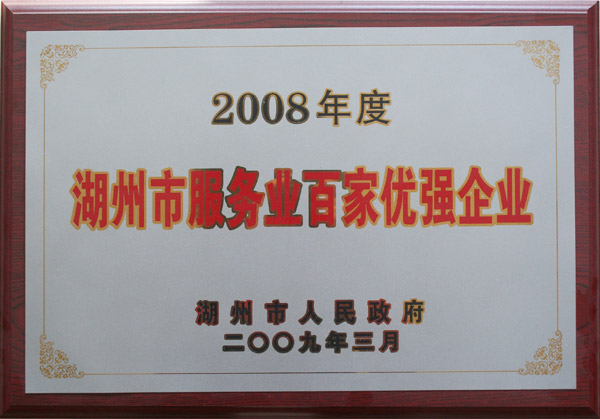 2008年度
湖州市服务业百家优强企业
湖州市人民政府
二〇〇九年三月